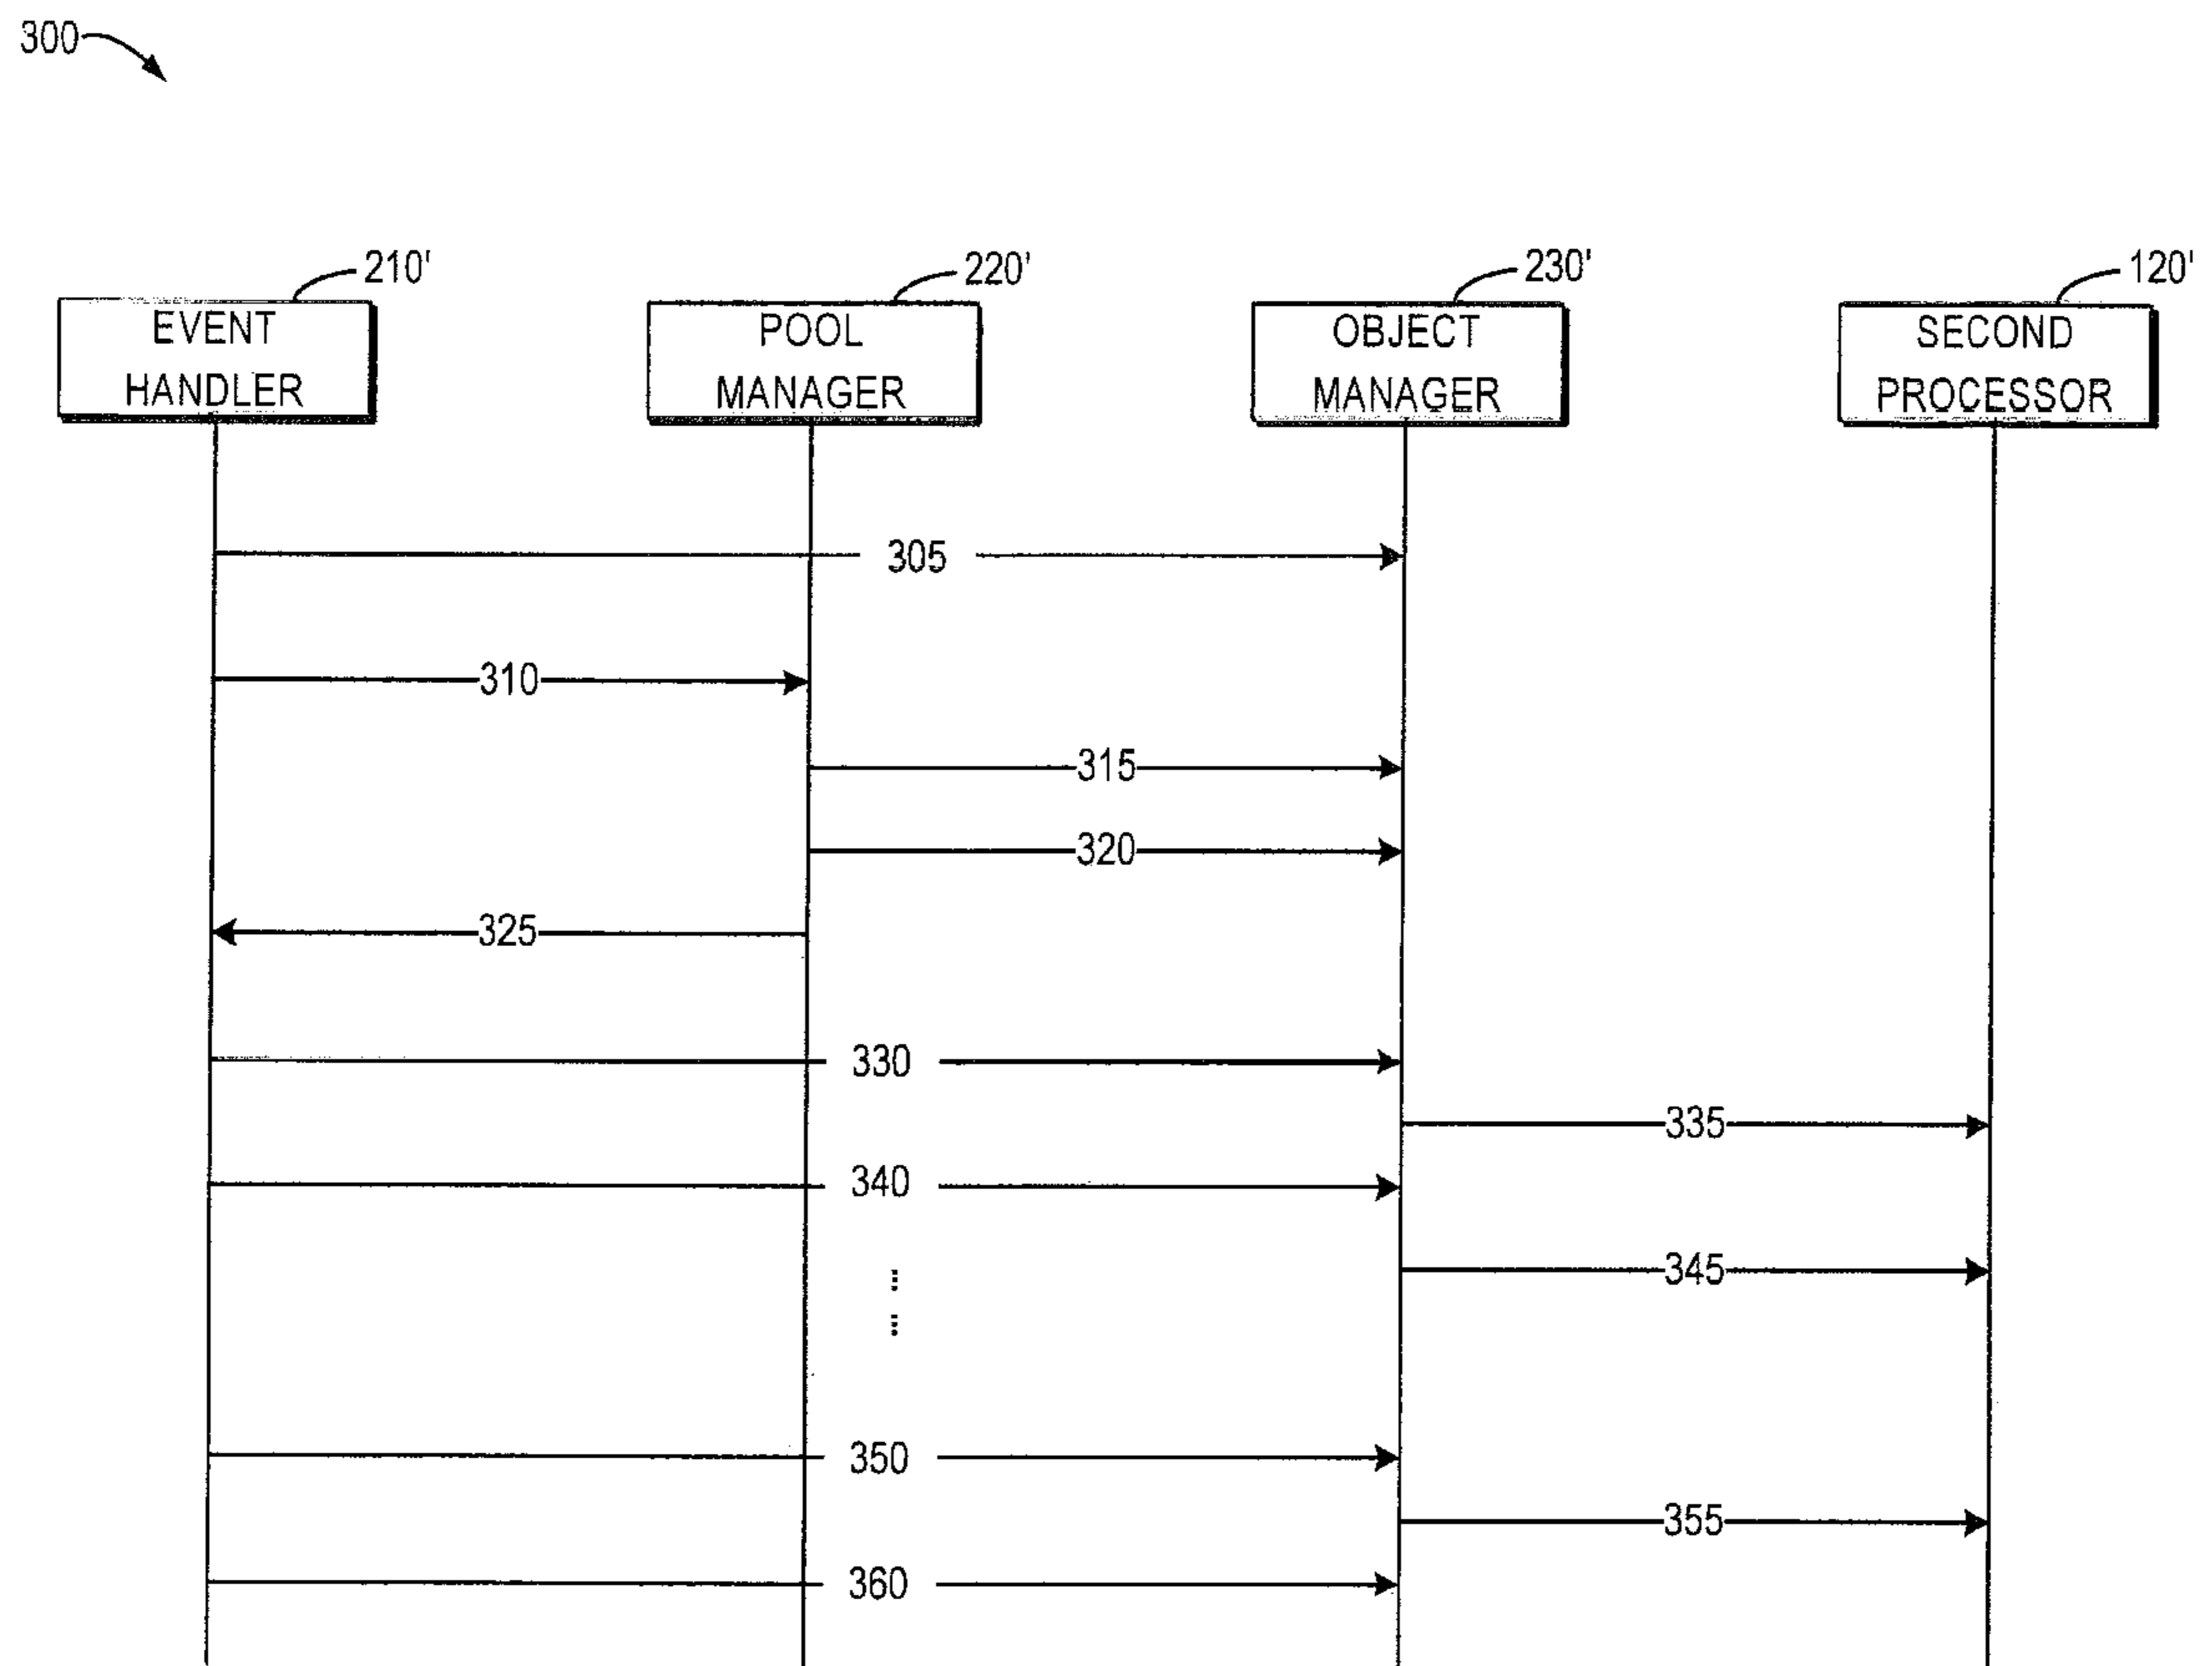 300
210'
220'
230'
120'
EVENT
HANDLER
POOL
MANAGER
OBJECT
MANAGER
SECOND
PROCESSOR
305
310
315
320
325
330
335
340
345
...
...
350
355
360